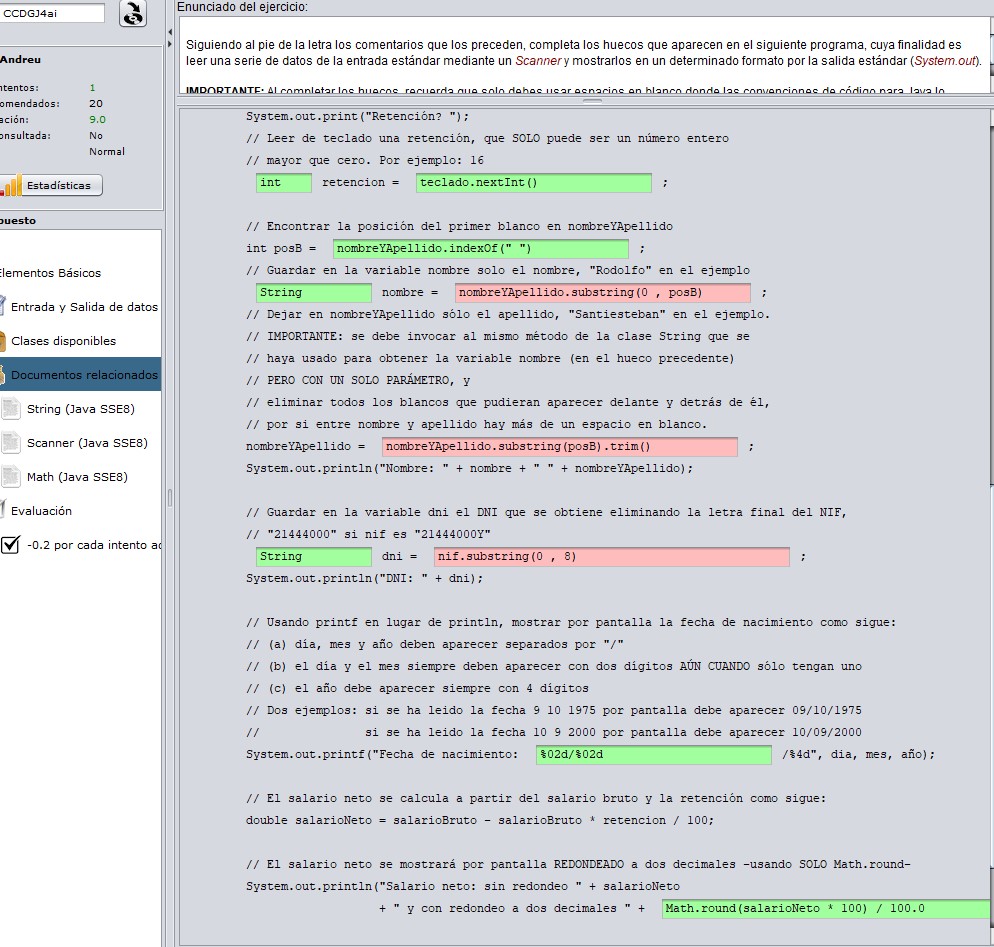 CCDGJ4ai
Andreu
ntentos: 1
omendados: 20
ación: 9.0
onsultada: No
Normal
Estadísticas
puesto
Elementos Básicos
Entrada y Salida de datos
Clases disponibles
Documentos relacionados
String (Java SSE8)
Scanner (Java SSE8)
Math (Java SSE8)
Evaluación
-0.2 por cada intento ac
Enunciado del ejercicio:
Siguiendo al pie de la letra los comentarios que los preceden, completa los huecos que aparecen en el siguiente programa, cuya finalidad es
leer una serie de datos de la entrada estándar mediante un Scanner y mostrarlos en un determinado formato por la salida estándar (System.out).
IMPORTANTE: Al completar los huecos, recuerda que solo debes usar espacios en blanco donde las convenciones de código para Java lo
System.out.print("Retención? ");
// Leer de teclado una retención, que SOLO puede ser un número entero
// mayor que cero. Por ejemplo: 16
int retencion = teclado.nextInt() ;
// Encontrar la posición del primer blanco en nombreYApellido
int posB = nombreYApellido.indexOf(" ") ;
// Guardar en la variable nombre solo el nombre, "Rodolfo" en el ejemplo
String nombre = nombreYApellido.substring(0 , posB) ;
// Dejar en nombreYApellido sólo el apellido, "Santiesteban" en el ejemplo.
// IMPORTANTE: se debe invocar al mismo método de la clase String que se
// haya usado para obtener la variable nombre (en el hueco precedente)
// PERO CON UN SOLO PARÁMETRO, y
// eliminar todos los blancos que pudieran aparecer delante y detrás de él,
// por si entre nombre y apellido hay más de un espacio en blanco.
nombreYApellido = nombreYApellido.substring(posB).trim() ;
System.out.println("Nombre: " + nombre + " " + nombreYApellido);
// Guardar en la variable dni el DNI que se obtiene eliminando la letra final del NIF,
// "21444000" si nif es "21444000Y"
String dni = nif.substring(0 , 8) ;
System.out.println("DNI: " + dni);
// Usando printf en lugar de println, mostrar por pantalla la fecha de nacimiento como sigue:
// (a) día, mes y año deben aparecer separados por "/"
// (b) el día y el mes siempre deben aparecer con dos dígitos AÚN CUANDO sólo tengan uno
// (c) el año debe aparecer siempre con 4 dígitos
// Dos ejemplos: si se ha leido la fecha 9 10 1975 por pantalla debe aparecer 09/10/1975
// si se ha leido la fecha 10 9 2000 por pantalla debe aparecer 10/09/2000
System.out.printf("Fecha de nacimiento: %02d/%02d /%4d", dia, mes, año);
// El salario neto se calcula a partir del salario bruto y la retención como sigue:
double salarioNeto = salarioBruto - salarioBruto * retencion / 100;
// El salario neto se mostrará por pantalla REDONDEADO a dos decimales -usando SOLO Math.round-
System.out.println("Salario neto: sin redondeo " + salarioNeto
+ " y con redondeo a dos decimales " + Math.round(salarioNeto * 100) / 100.0